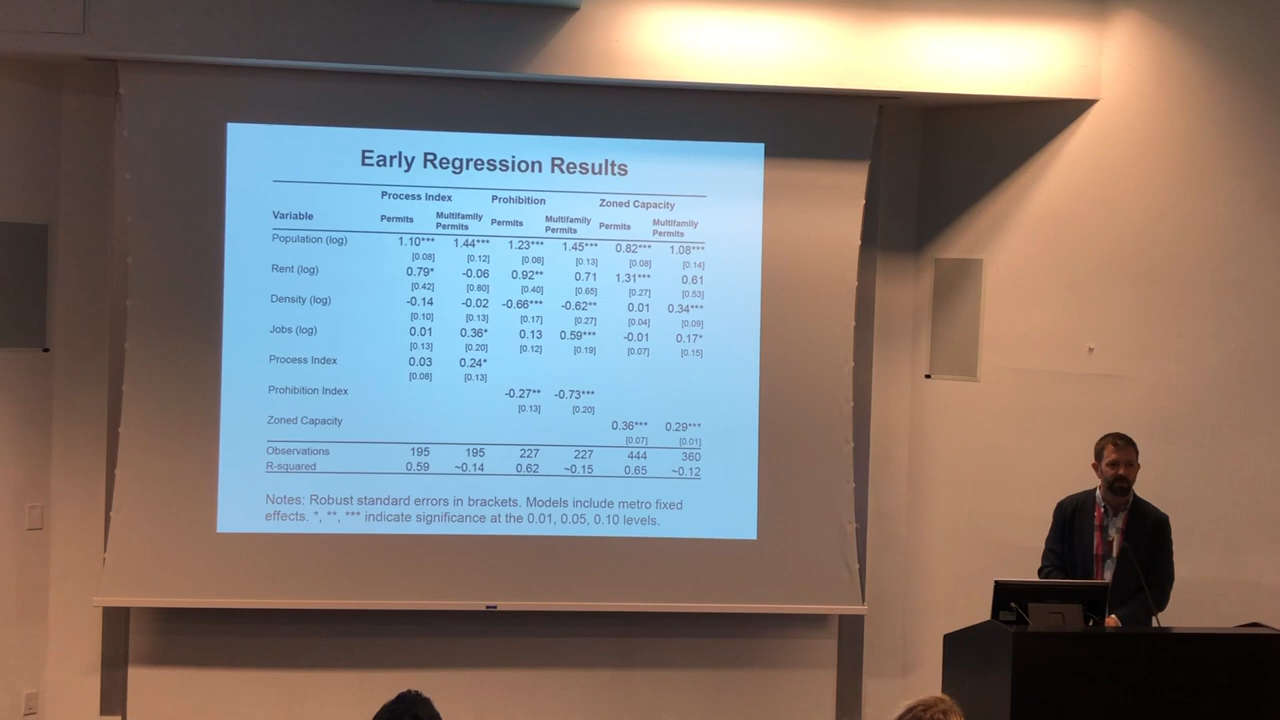 Early Regression Results
Process Index Prohibition Zoned Capacity
Variable Permits Multifamily Permits Permits Multifamily Permits Permits Multifamily Permits
Population (log) 1.10*** 1.44*** 1.23*** 1.45*** 0.82*** 1.08***
[0.08] [0.12] [0.08] [0.13] [0.08] [0.14]
Rent (log) 0.79* -0.06 0.92** 0.71 1.31*** 0.61
[0.42] [0.80] [0.40] [0.65] [0.27] [0.53]
Density (log) -0.14 -0.02 -0.66*** -0.62** 0.01 0.34***
[0.10] [0.13] [0.17] [0.27] [0.04] [0.09]
Jobs (log) 0.01 0.36* 0.13 0.59*** -0.01 0.17*
[0.13] [0.20] [0.12] [0.19] [0.07] [0.15]
Process Index 0.03 0.24*
[0.08] [0.13]
Prohibition Index -0.27** -0.73***
[0.13] [0.20]
Zoned Capacity 0.36*** 0.29***
[0.07] [0.01]
Observations 195 195 227 227 444 360
R-squared 0.59 ~0.14 0.62 ~0.15 0.65 ~0.12
Notes: Robust standard errors in brackets. Models include metro fixed
effects. *, **, *** indicate significance at the 0.01, 0.05, 0.10 levels.